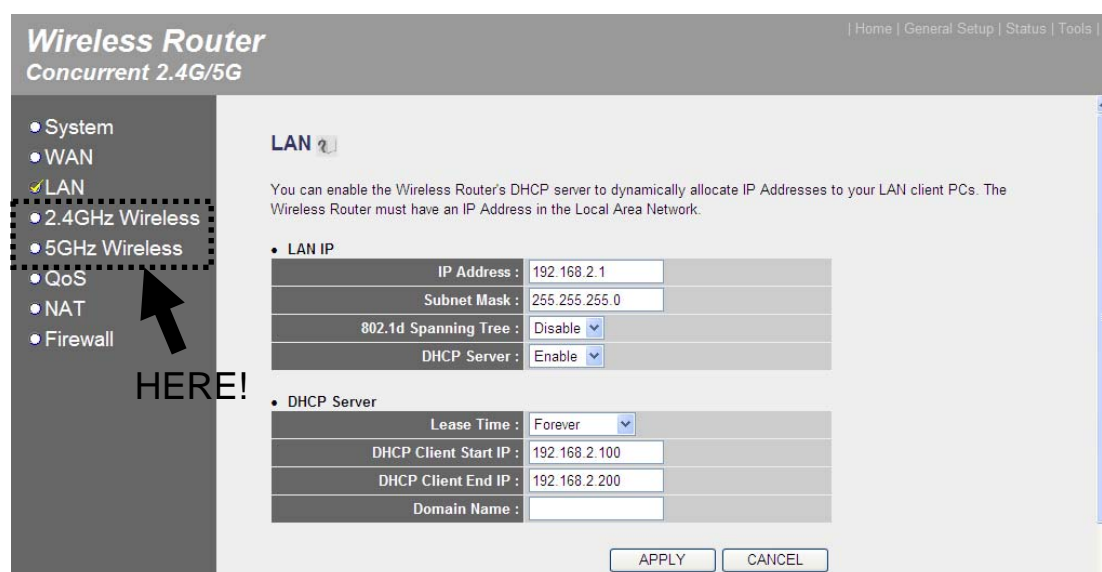 Wireless Router
Concurrent 2.4G/5G
| Home | General Setup | Status | Tools |
System
WAN
LAN
2.4GHz Wireless
5GHz Wireless
QoS
NAT
Firewall
HERE!
LAN
You can enable the Wireless Router's DHCP server to dynamically allocate IP Addresses to your LAN client PCs. The
Wireless Router must have an IP Address in the Local Area Network.
LAN IP
IP Address : 192.168.2.1
Subnet Mask : 255.255.255.0
802.1d Spanning Tree : Disable
DHCP Server : Enable
DHCP Server
Lease Time : Forever
DHCP Client Start IP : 192.168.2.100
DHCP Client End IP : 192.168.2.200
Domain Name :
APPLY CANCEL